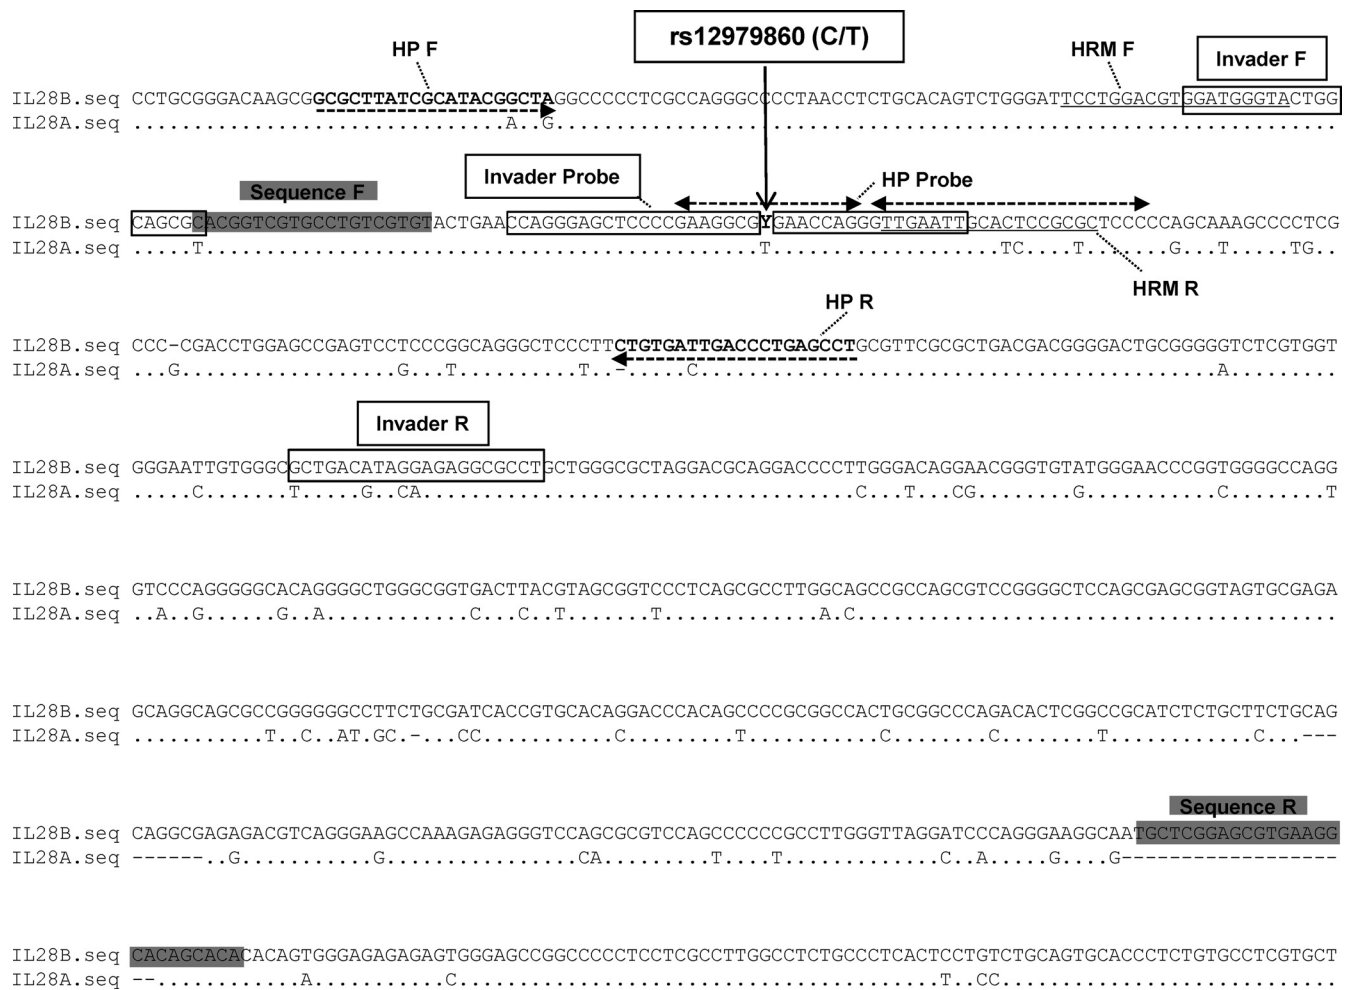 rs12979860 (C/T)
HP F
HRM F
Invader F
IL28B.seq CCTGCGGGACAAGCGGCGCTTATCGCATACGGCTAGGCCCCCTCGCCAGGGCCCCTAACCTCTGCACAGTCTGGGATTCCTGGACGTGGATGGGTACTGG
IL28A.seq ...............................A..G.................................................................
Invader Probe
HP Probe
Sequence F
IL28B.seq CAGCGCACGGTCGTGCCTGTCGTGTACTGAACCAGGGAGCTCCCCGAAGGCGYGAACCAGGGTTGAATTGCACTCCGCGCTCCCCCAGCAAAGCCCCTCG
IL28A.seq .....T..............................................T...................TC....T.......G...T.....TG..
HRM R
HP R
IL28B.seq CCC-CGACCTGGAGCCGAGTCCTCCCGGCAGGGCTCCCTTCTGTGATTGACCCTGAGCCTGCGTTCGCGCTGACGACGGGGACTGCGGGGGTCTCGTGGT
IL28A.seq ...G..................G...T..........T..-.....C...........................................A.........
Invader R
IL28B.seq GGGAATTGTGGGCGCTGACATAGGAGAGGCGCCTGCTGGGCGCTAGGACGCAGGACCCCTTGGGACAGGAACGGGTGTATGGGAACCCGGTGGGGCCAGG
IL28A.seq .....C.......T.....G..CA....................................C...T...CG........G...........C........T
IL28B.seq GTCCCAGGGGGCACAGGGGCTGGGCGGTGACTTACGTAGCGGTCCCTCAGCGCCTTGGCAGCCGCCAGCGTCCGGGGCTCCAGCGAGCGGTAGTGCGAGA
IL28A.seq ..A..G......G..A............C...C..T.......T.............A.C........................................
IL28B.seq GCAGGCAGCGCCGGGGGGCCTTCTGCGATCACCGTGCACAGGACCCACAGCCCCGCGGCCACTGCGGCCCAGACACTCGGCCGCATCTCTGCTTCTGCAG
IL28A.seq ...........T..C..AT.GC.-...CC...........C.........T...........C........C........T............C...---
Sequence R
IL28B.seq CAGGCGAGAGACGTCAGGGAAGCCAAAGAGAGGGTCCAGCGCGTCCAGCCCCCCGCCTTGGGTTAGGATCCCAGGGAAGGCAATGCTCGGAGCGTGAAGG
IL28A.seq ------..G...........G................CA.........T....T.............C..A.....G....G------------------
IL28B.seq CACAGCACACACAGTGGGAGAGAGAGTGGGAGCCGGCCCCCTCCTCGCCTTGGCCTCTGCCCTCACTCCTGTCTGCAGTGCACCCTCTGTGCCTCGTGCT
IL28A.seq --............A...........C........................................T..CC............................